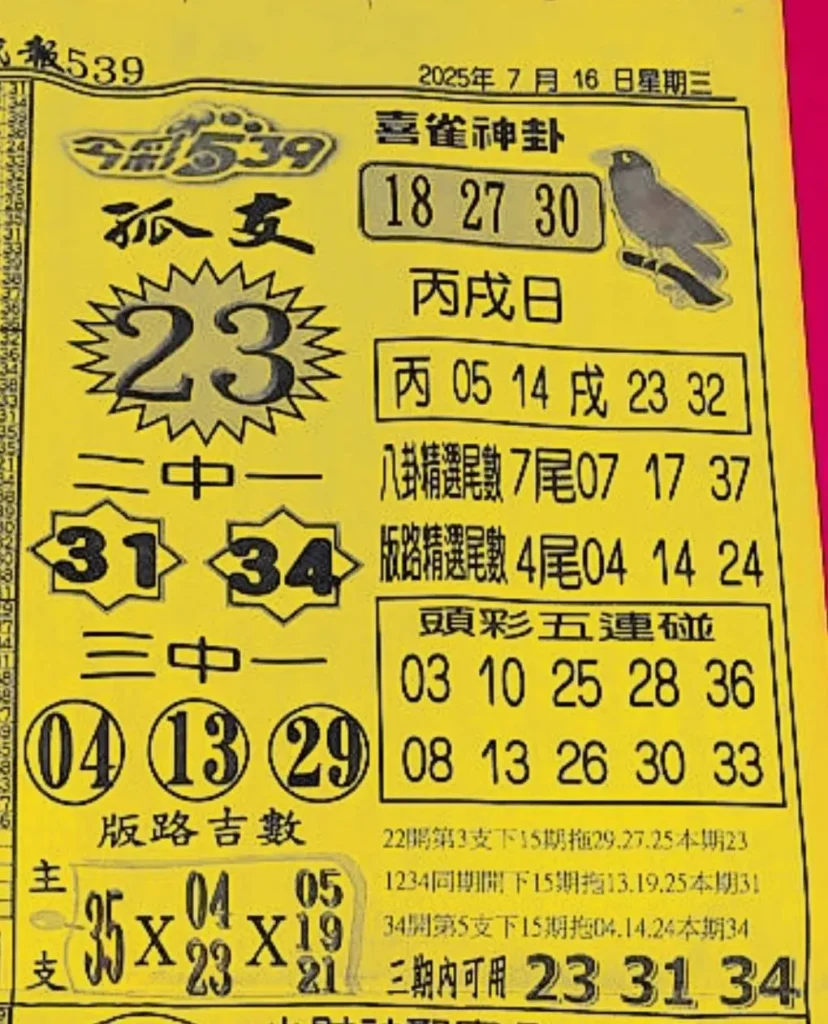 報539
2025年 7 月 16 日星期三
今彩539
孤支
23
二中一
31 34
三中一
04 13 29
版路吉數
主支
35 X 04 23 X 05 19 21
喜雀神卦
18 27 30
丙戌日
丙 05 14 戌 23 32
八卦精選尾數 7尾07 17 37
版路精選尾數 4尾04 14 24
頭彩五連碰
03 10 25 28 36
08 13 26 30 33
22開第3支下15期拖29.27.25本期23
1234同期開下15期拖13.19.25本期31
34開第5支下15期拖04.14.24本期34
三期內可用 23 31 34